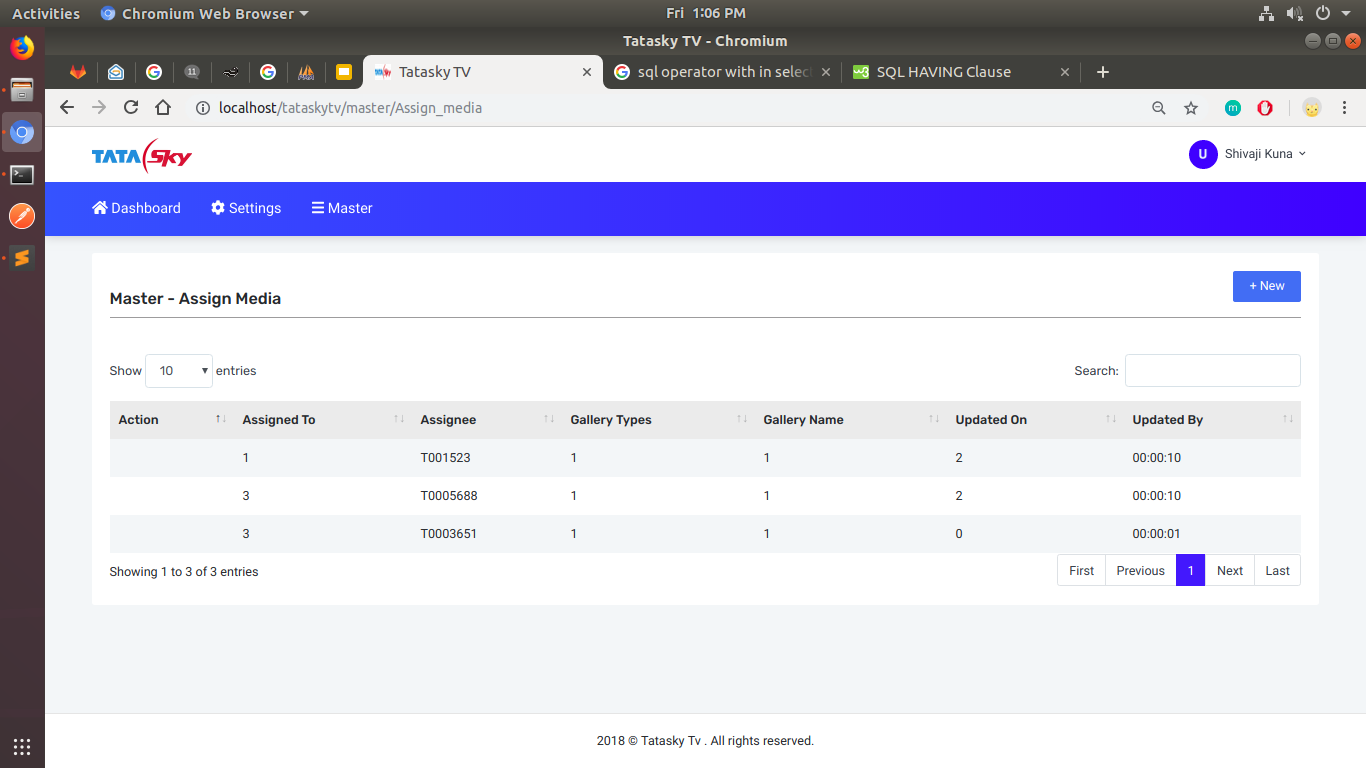 Activities Chromium Web Browser Fri 1:06 PM
Tatasky TV - Chromium
11 Tatasky TV sql operator with in selec SQL HAVING Clause
localhost/tataskytv/master/Assign_media m
TATA Sky U Shivaji Kuna
Dashboard Settings Master
+ New
Master - Assign Media
Show 10 entries Search:
Action Assigned To Assignee Gallery Types Gallery Name Updated On Updated By
1 T001523 1 1 2 00:00:10
3 T0005688 1 1 2 00:00:10
3 T0003651 1 1 0 00:00:01
Showing 1 to 3 of 3 entries First Previous 1 Next Last
2018 © Tatasky Tv . All rights reserved.